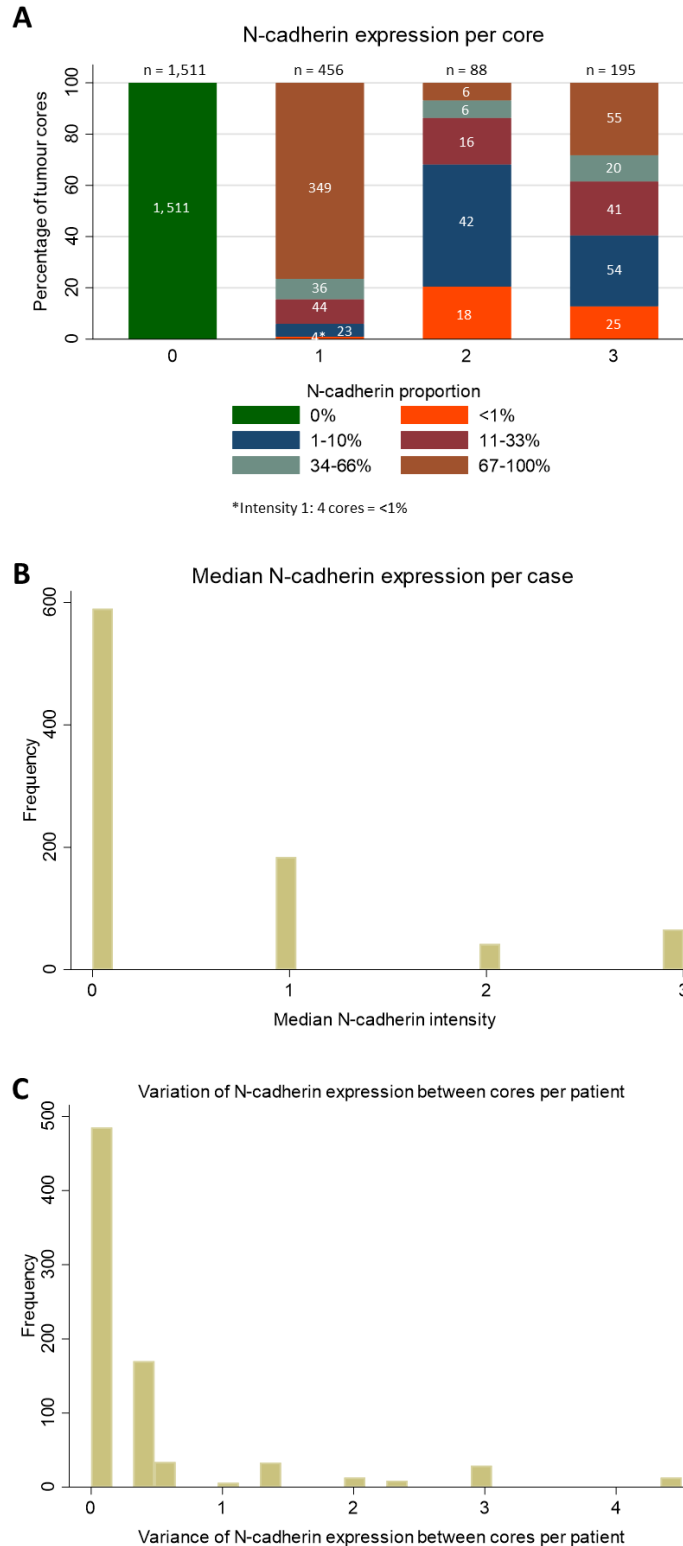 A
N-cadherin expression per core
n = 1,511 n = 456 n = 88 n = 195
Percentage of tumour cores
100
80
60
40
20
0
1,511
349
36
44
4* 23
6
6
16
42
18
55
20
41
54
25
0 1 2 3
N-cadherin proportion
0% <1%
1-10% 11-33%
34-66% 67-100%
*Intensity 1: 4 cores = <1%
B
Median N-cadherin expression per case
Frequency
600
400
200
0
0 1 2 3
Median N-cadherin intensity
C
Variation of N-cadherin expression between cores per patient
Frequency
500
400
300
200
100
0
0 1 2 3 4
Variance of N-cadherin expression between cores per patient